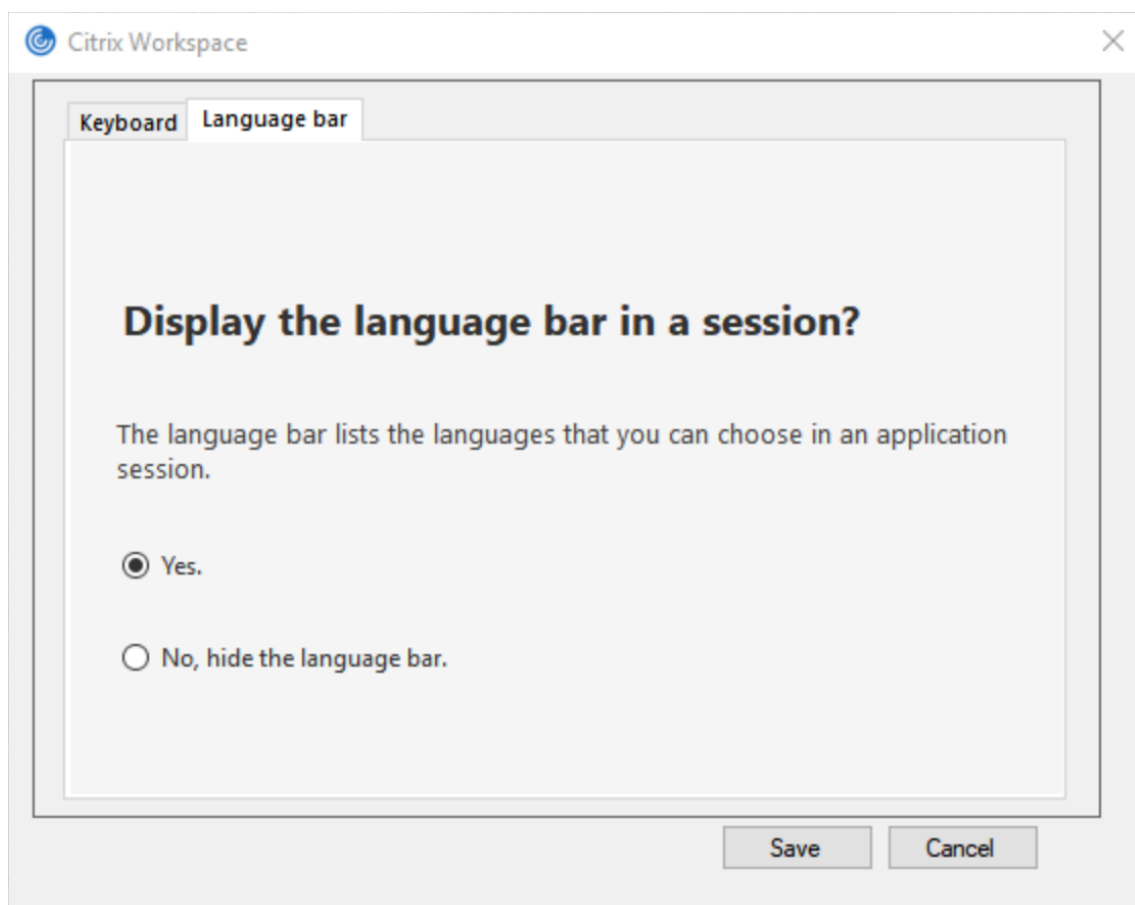 Citrix Workspace
Keyboard
Language bar
Display the language bar in a session?
The language bar lists the languages that you can choose in an application
session.
Yes.
No, hide the language bar.
Save
Cancel